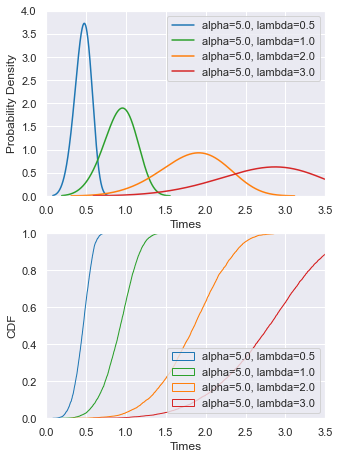 4.0
3.5
3.0
2.5
2.0
1.5
1.0
0.5
0.0
Probability Density
alpha=5.0, lambda=0.5
alpha=5.0, lambda=1.0
alpha=5.0, lambda=2.0
alpha=5.0, lambda=3.0
0.0 0.5 1.0 1.5 2.0 2.5 3.0 3.5
Times
1.0
0.8
0.6
0.4
0.2
0.0
CDF
alpha=5.0, lambda=0.5
alpha=5.0, lambda=1.0
alpha=5.0, lambda=2.0
alpha=5.0, lambda=3.0
0.0 0.5 1.0 1.5 2.0 2.5 3.0 3.5
Times